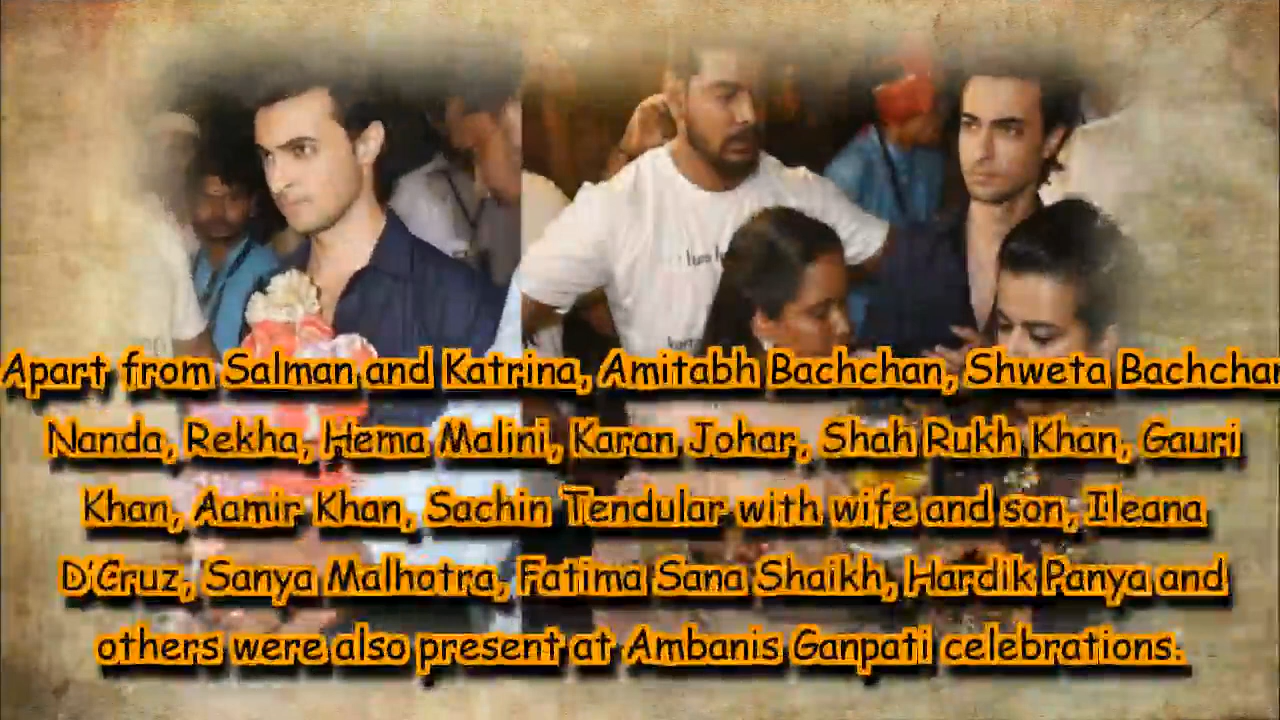 Apart from Salman and Katrina, Amitabh Bachchan, Shweta Bachchan
Nanda, Rekha, Hema Malini, Karan Johar, Shah Rukh Khan, Gauri
Khan, Aamir Khan, Sachin Tendular with wife and son, Ileana
D'Cruz, Sanya Malhotra, Fatima Sana Shaikh, Hardik Panya and
others were also present at Ambanis Ganpati celebrations.